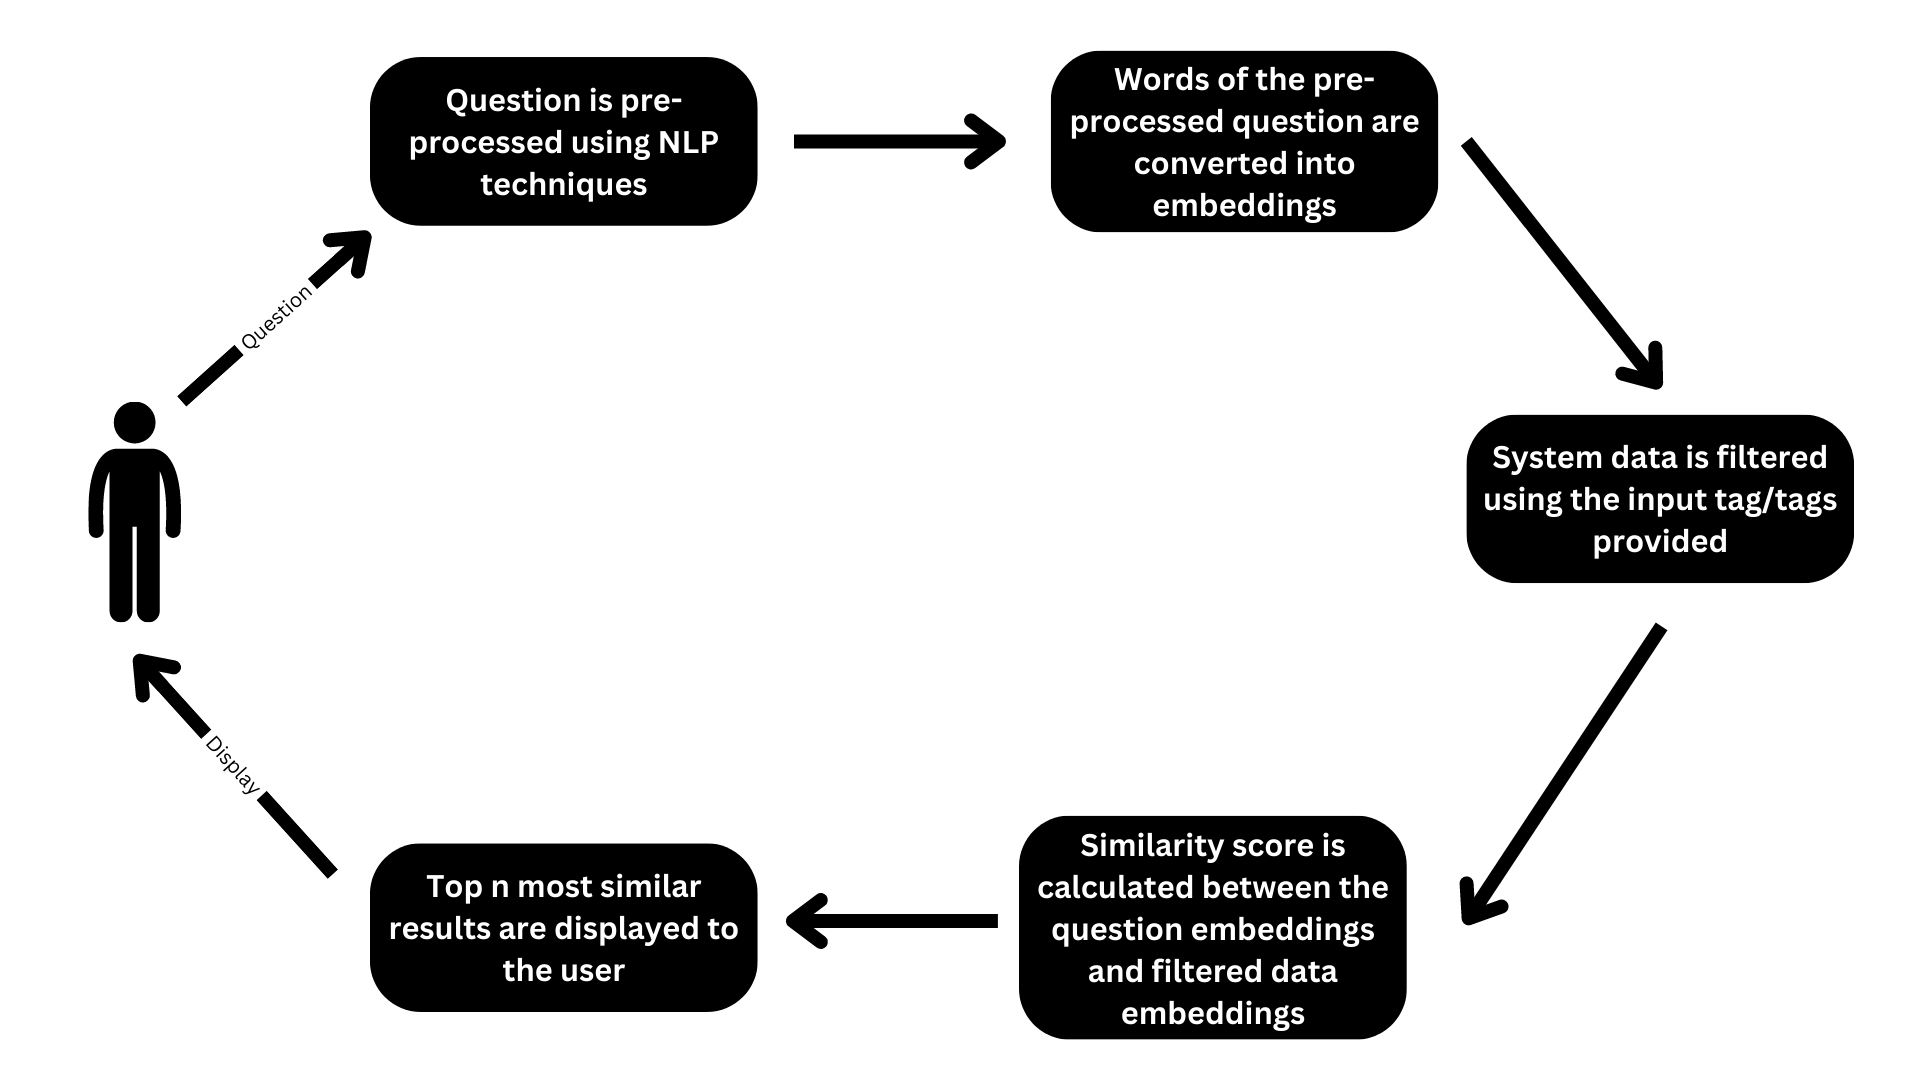 Question is pre-
processed using NLP
techniques
Words of the pre-
processed question are
converted into
embeddings
Question
System data is filtered
using the input tag/tags
provided
Similarity score is
calculated between the
question embeddings
and filtered data
embeddings
Top n most similar
results are displayed to
the user
Display